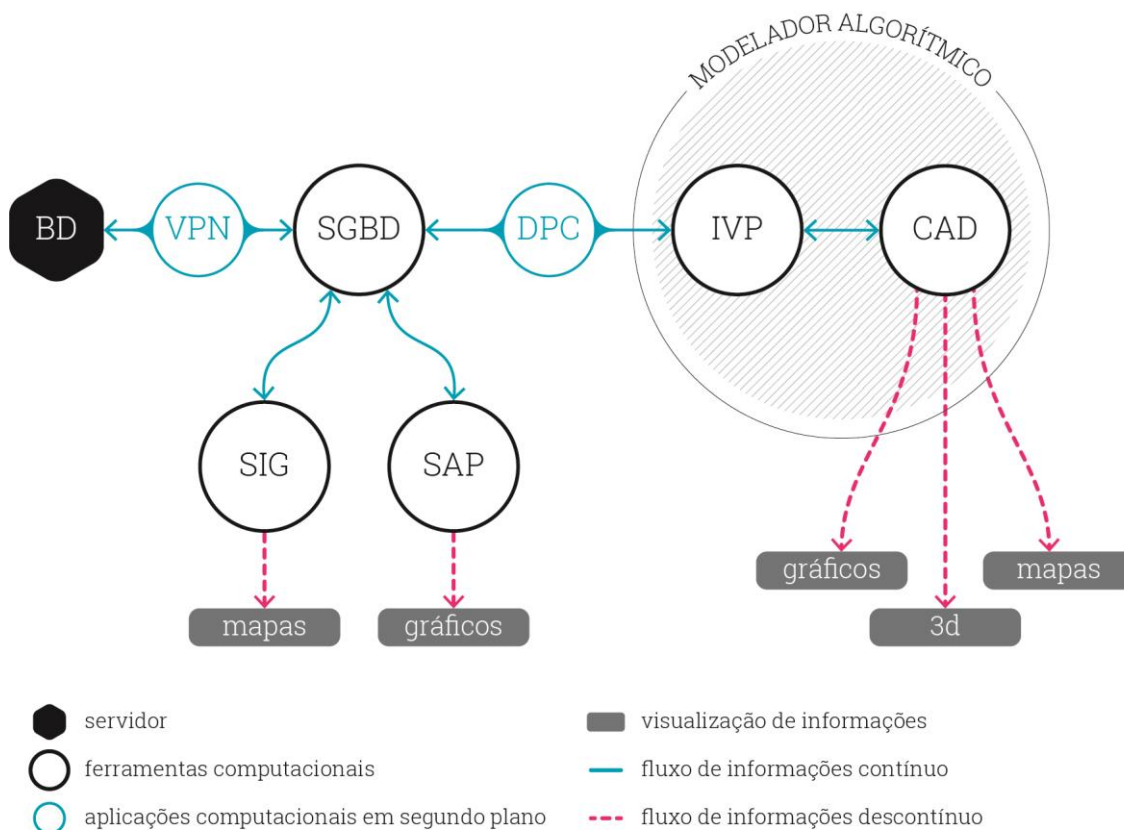 MODELADOR ALGORÍTMICO
BD
VPN
SGBD
DPC
IVP
CAD
SIG
SAP
gráficos
mapas
mapas
gráficos
3d
servidor
visualização de informações
ferramentas computacionais
fluxo de informações contínuo
aplicações computacionais em segundo plano
fluxo de informações descontínuo